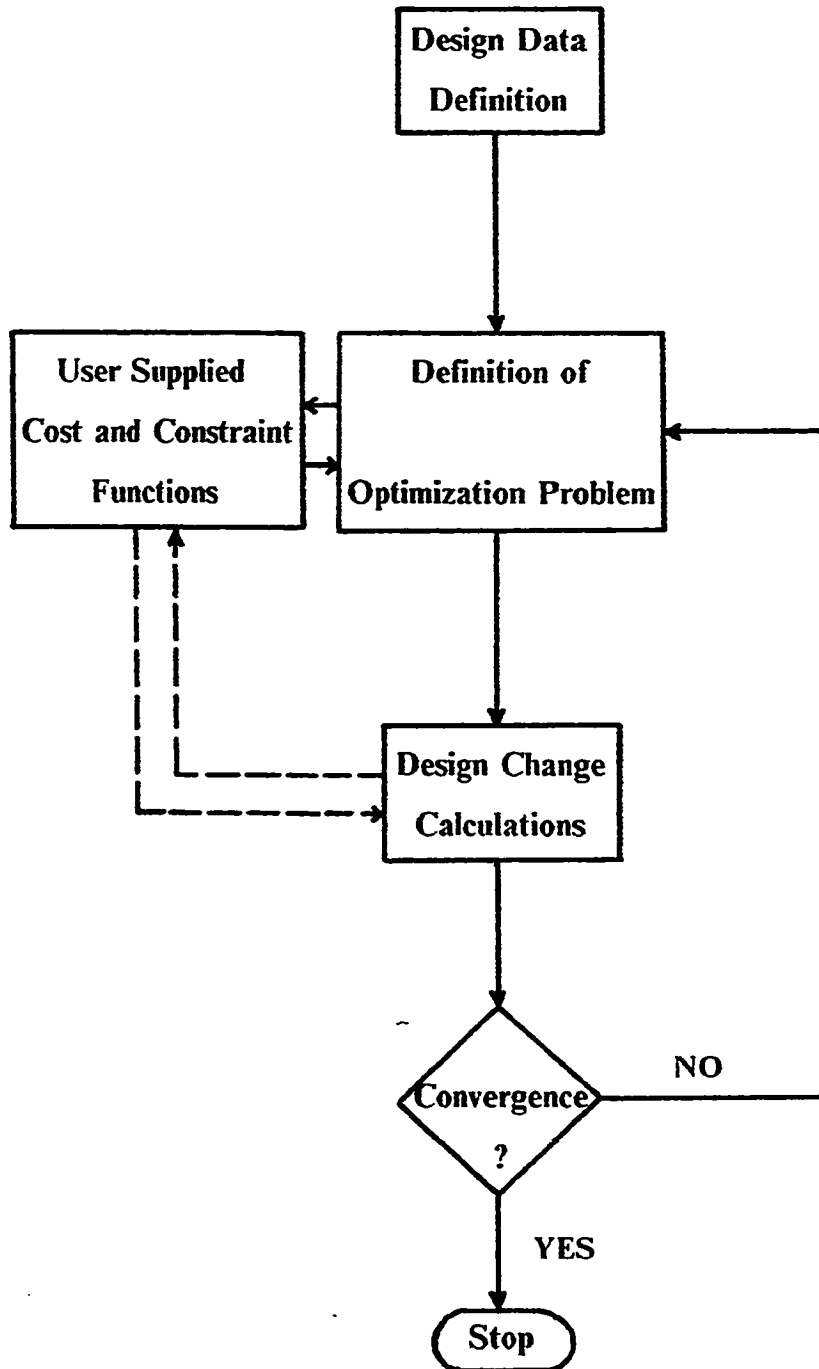 Design Data
Definition
User Supplied
Cost and Constraint
Functions
Definition of
Optimization Problem
Design Change
Calculations
Convergence
?
NO
YES
Stop